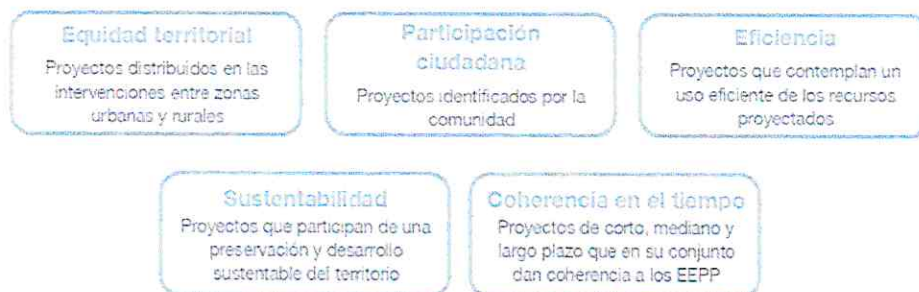 Equidad territorial
Proyectos distribuidos en las
intervenciones entre zonas
urbanas y rurales
Participación
ciudadana
Proyectos identificados por la
comunidad
Eficiencia
Proyectos que contemplan un
uso eficiente de los recursos
proyectados
Sustentabilidad
Proyectos que participan de una
preservación y desarrollo
sustentable del territorio
Coherencia en el tiempo
Proyectos de corto, mediano y
largo plazo que en su conjunto
dan coherencia a los EEPP